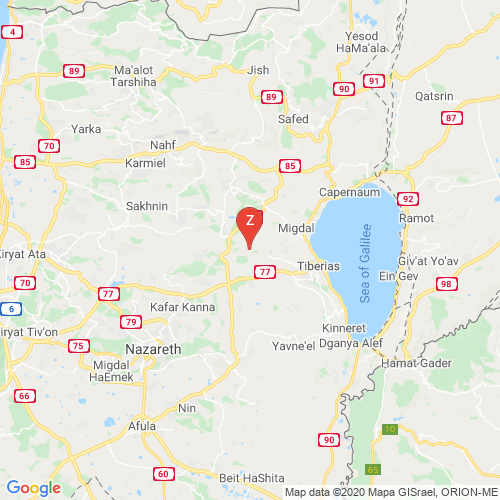 4
Yesod
HaMa'ala
90
91
89
Ma'alot
Tarshiha
Jish
89
Qatsrin
Safed
87
Yarka
70
Nahf
85
Karmiel
85
Capernaum
92
Sakhnin
Z
Migdal
Ramot
Kiryat Ata
Sea of Galilee
Giv'at Yo'av
77
Tiberias
Ein Gev
70
77
98
6
Kafar Kanna
79
Kiryat Tiv'on
Kinneret
Dganya Alef
75
Nazareth
Yavne'el
Migdal
HaEmek
Hamat Gader
66
Nin
Afula
90
10
60
65
Beit HaShita
Google
Map data ©2020 Mapa GISrael, ORION-ME